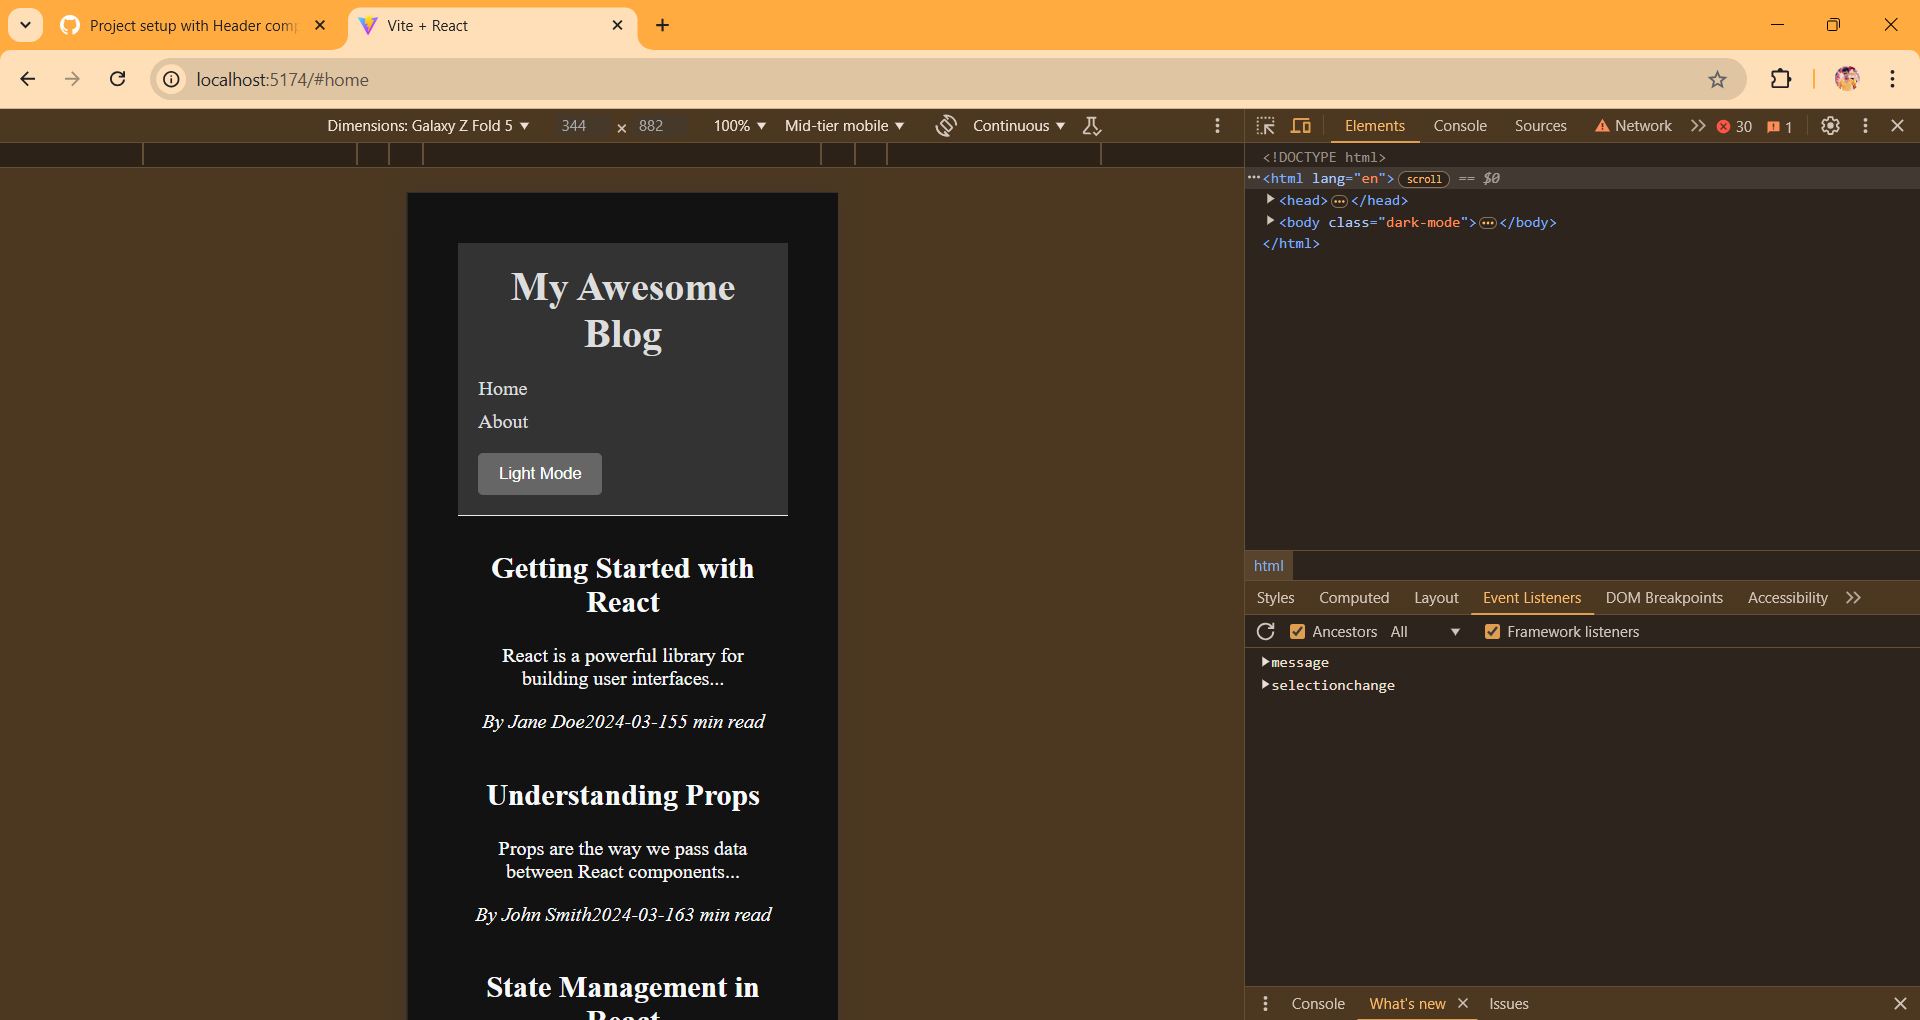 Project setup with Header comp
Vite + React
localhost:5174/#home
Dimensions: Galaxy Z Fold 5
344 x 882
100%
Mid-tier mobile
Continuous
Elements
Console
Sources
Network
30
1
<!DOCTYPE html>
<html lang="en"> scroll == $0
<head> ••• </head>
<body class="dark-mode"> ••• </body>
</html>
My Awesome
Blog
Home
About
Light Mode
Getting Started with
React
React is a powerful library for
building user interfaces...
By Jane Doe2024-03-155 min read
Understanding Props
Props are the way we pass data
between React components...
By John Smith2024-03-163 min read
State Management in
React
html
Styles
Computed
Layout
Event Listeners
DOM Breakpoints
Accessibility
Ancestors All
Framework listeners
message
selectionchange
Console
What's new
Issues